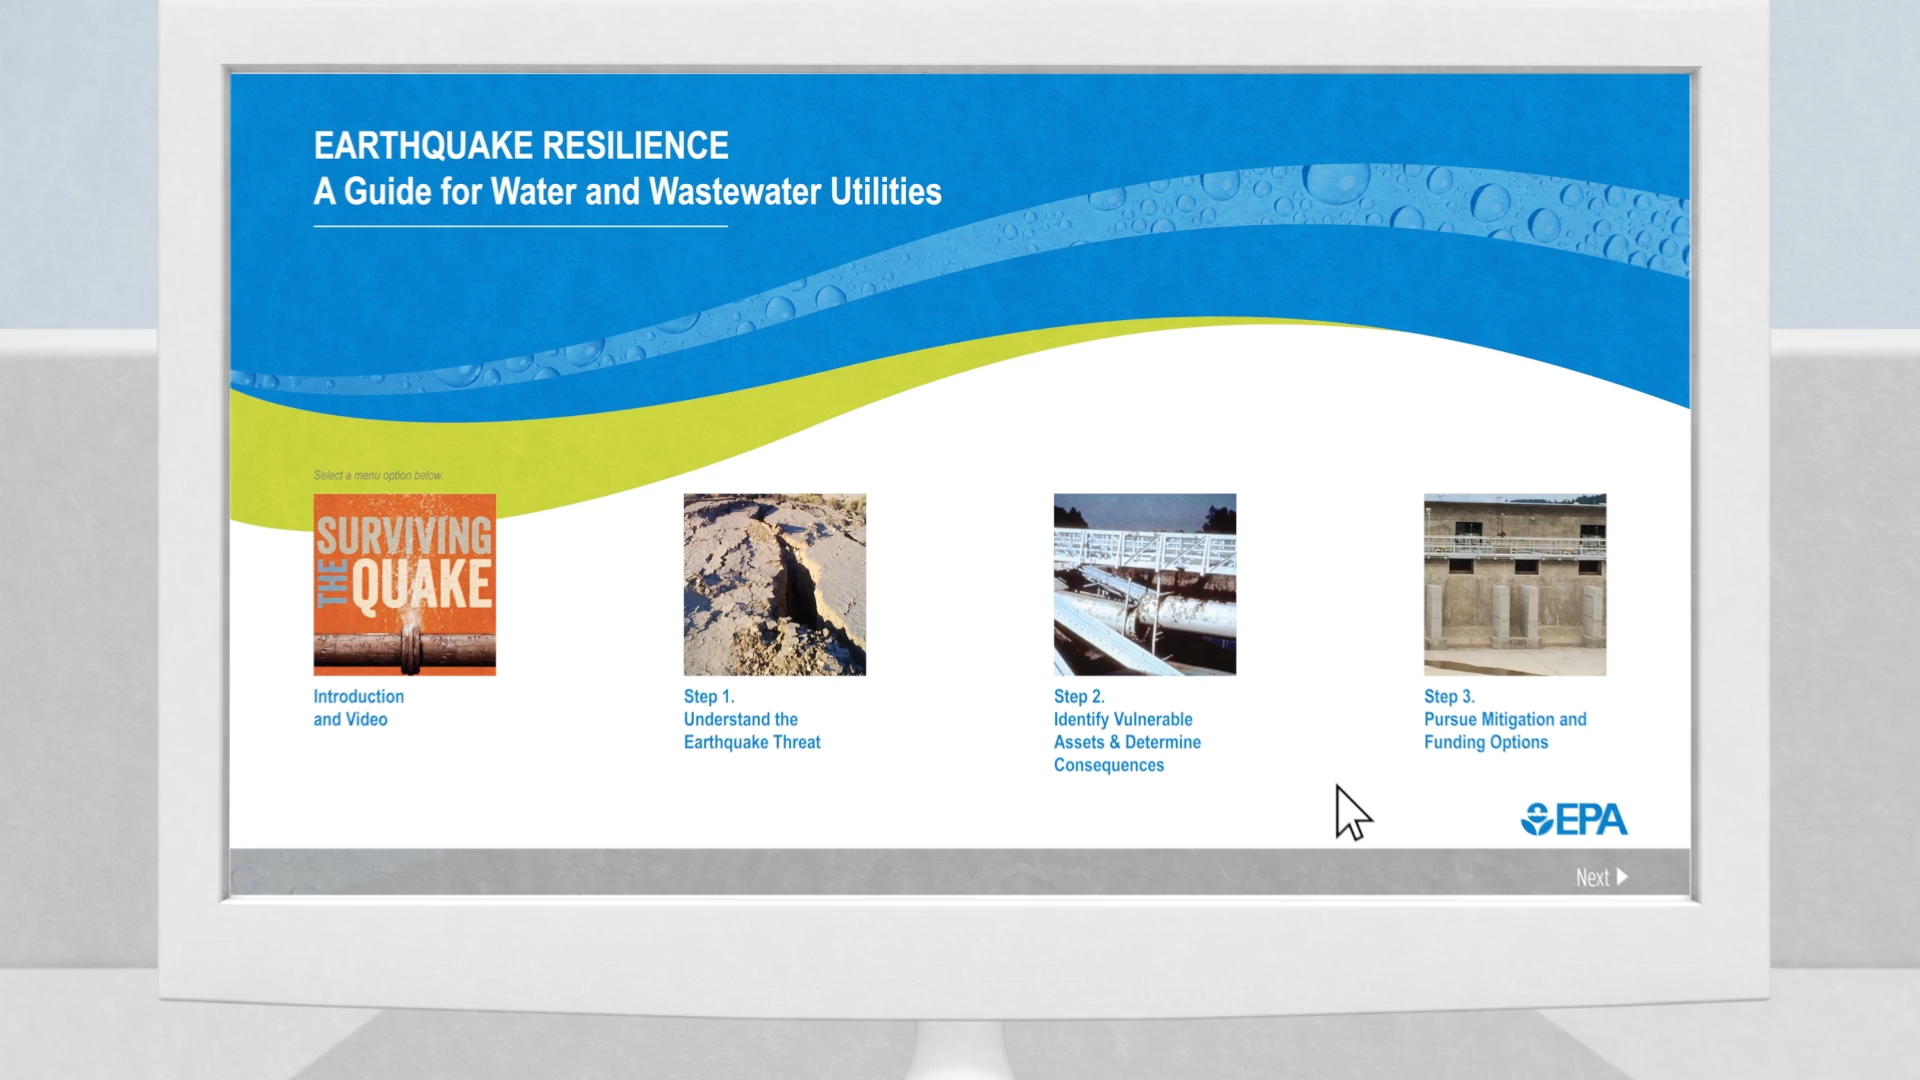 EARTHQUAKE RESILIENCE
A Guide for Water and Wastewater Utilities
Select a menu option below.
SURVIVING
THE
QUAKE
Introduction
and Video
Step 1.
Understand the
Earthquake Threat
Step 2.
Identify Vulnerable
Assets & Determine
Consequences
Step 3.
Pursue Mitigation and
Funding Options
EPA
Next